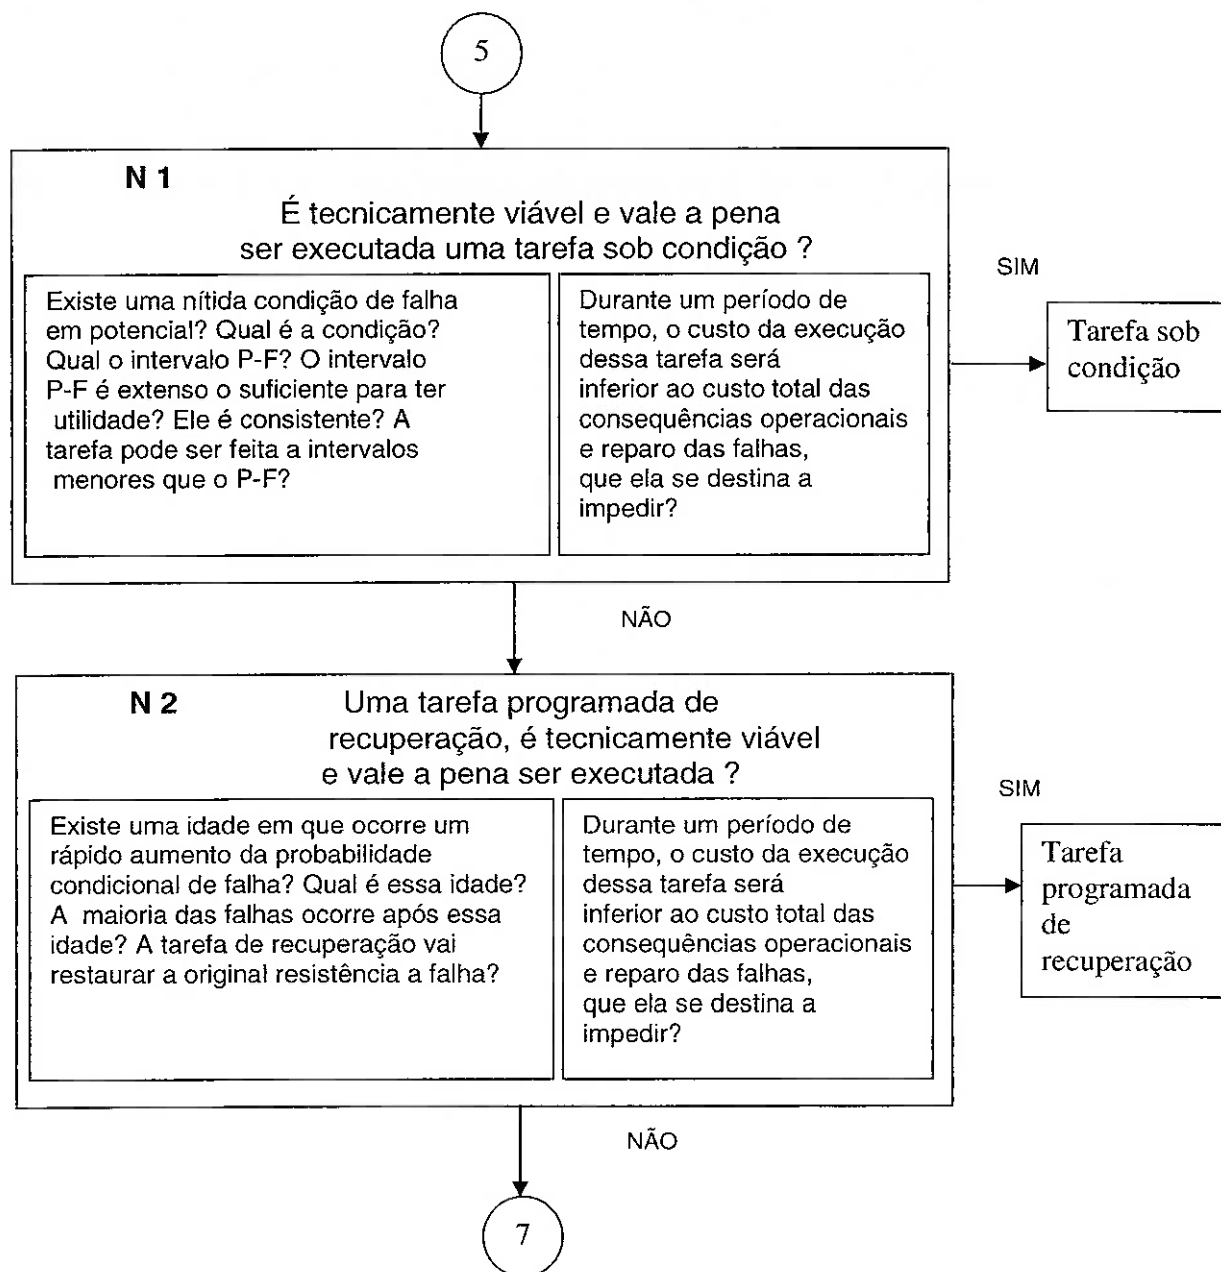 5
N 1
É tecnicamente viável e vale a pena
ser executada uma tarefa sob condição ?
Existe uma nítida condição de falha
em potencial? Qual é a condição?
Qual o intervalo P-F? O intervalo
P-F é extenso o suficiente para ter
utilidade? Ele é consistente? A
tarefa pode ser feita a intervalos
menores que o P-F?
Durante um período de
tempo, o custo da execução
dessa tarefa será
inferior ao custo total das
consequências operacionais
e reparo das falhas,
que ela se destina a
impedir?
SIM
Tarefa sob
condição
NÃO
N 2
Uma tarefa programada de
recuperação, é tecnicamente viável
e vale a pena ser executada ?
Existe uma idade em que ocorre um
rápido aumento da probabilidade
condicional de falha? Qual é essa idade?
A maioria das falhas ocorre após essa
idade? A tarefa de recuperação vai
restaurar a original resistência a falha?
Durante um período de
tempo, o custo da execução
dessa tarefa será
inferior ao custo total das
consequências operacionais
e reparo das falhas,
que ela se destina a
impedir?
SIM
Tarefa
programada
de
recuperação
NÃO
7